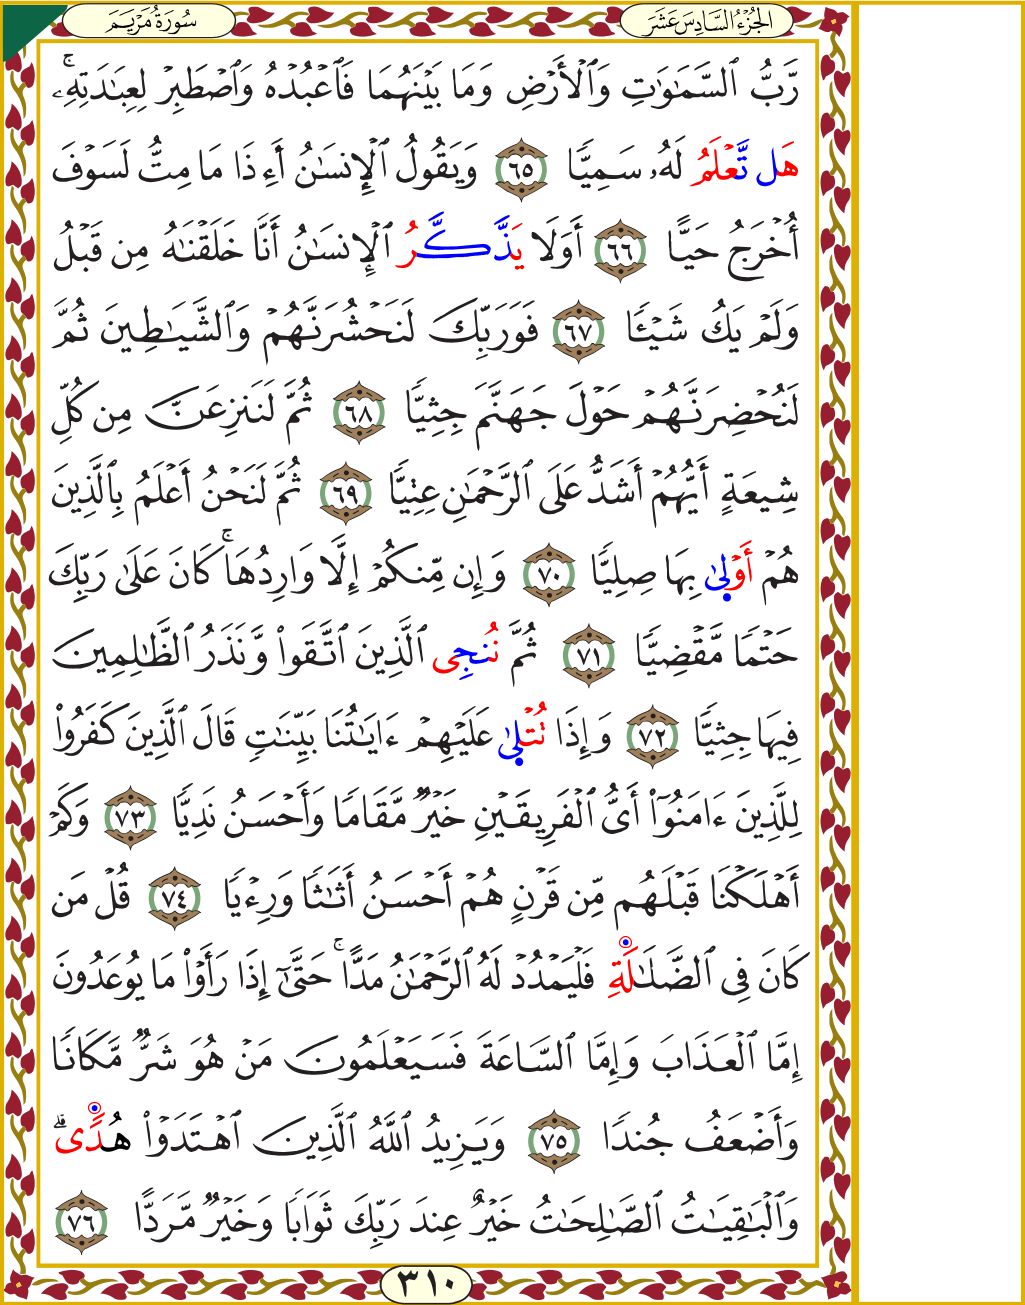 الجُزْءُ السَّادِسَ عَشَرَ
سُورَةُ مَرْيَمَ
رَّبُّ ٱلسَّمَٰوَٰتِ وَٱلْأَرْضِ وَمَا بَيْنَهُمَا فَٱعْبُدْهُ وَٱصْطَبِرْ لِعِبَٰدَتِهِۦۚ
هَل تَّعْلَمُ لَهُۥ سَمِيًّا ٦٥ وَيَقُولُ ٱلْإِنسَٰنُ أَءِذَا مَا مِتُّ لَسَوْفَ
أُخْرَجُ حَيًّا ٦٦ أَوَلَا يَذَّكَّرُ ٱلْإِنسَٰنُ أَنَّا خَلَقْنَٰهُ مِن قَبْلُ
وَلَمْ يَكُ شَيْـًٔا ٦٧ فَوَرَبِّكَ لَنَحْشُرَنَّهُمْ وَٱلشَّيَٰطِينَ ثُمَّ
لَنُحْضِرَنَّهُمْ حَوْلَ جَهَنَّمَ جِثِيًّا ٦٨ ثُمَّ لَنَنزِعَنَّ مِن كُلِّ
شِيعَةٍ أَيُّهُمْ أَشَدُّ عَلَى ٱلرَّحْمَٰنِ عِتِيًّا ٦٩ ثُمَّ لَنَحْنُ أَعْلَمُ بِٱلَّذِينَ
هُمْ أَوْلَىٰ بِهَا صِلِيًّا ٧٠ وَإِن مِّنكُمْ إِلَّا وَارِدُهَاۚ كَانَ عَلَىٰ رَبِّكَ
حَتْمًا مَّقْضِيًّا ٧١ ثُمَّ نُنجِى ٱلَّذِينَ ٱتَّقَوا۟ وَّنَذَرُ ٱلظَّٰلِمِينَ
فِيهَا جِثِيًّا ٧٢ وَإِذَا تُتْلَىٰ عَلَيْهِمْ ءَايَٰتُنَا بَيِّنَٰتٍ قَالَ ٱلَّذِينَ كَفَرُوا۟
لِلَّذِينَ ءَامَنُوٓا۟ أَىُّ ٱلْفَرِيقَيْنِ خَيْرٌ مَّقَامًا وَأَحْسَنُ نَدِيًّا ٧٣ وَكَمْ
أَهْلَكْنَا قَبْلَهُم مِّن قَرْنٍ هُمْ أَحْسَنُ أَثَٰثًا وَرِءْيًا ٧٤ قُلْ مَن
كَانَ فِى ٱلضَّلَٰلَةِ فَلْيَمْدُدْ لَهُ ٱلرَّحْمَٰنُ مَدًّاۚ حَتَّىٰٓ إِذَا رَأَوْا۟ مَا يُوعَدُونَ
إِمَّا ٱلْعَذَابَ وَإِمَّا ٱلسَّاعَةَ فَسَيَعْلَمُونَ مَنْ هُوَ شَرٌّ مَّكَانًا
وَأَضْعَفُ جُندًا ٧٥ وَيَزِيدُ ٱللَّهُ ٱلَّذِينَ ٱهْتَدَوْا۟ هُدًىۗ
وَٱلْبَٰقِيَٰتُ ٱلصَّٰلِحَٰتُ خَيْرٌ عِندَ رَبِّكَ ثَوَابًا وَخَيْرٌ مَّرَدًّا ٧٦
٣١٠